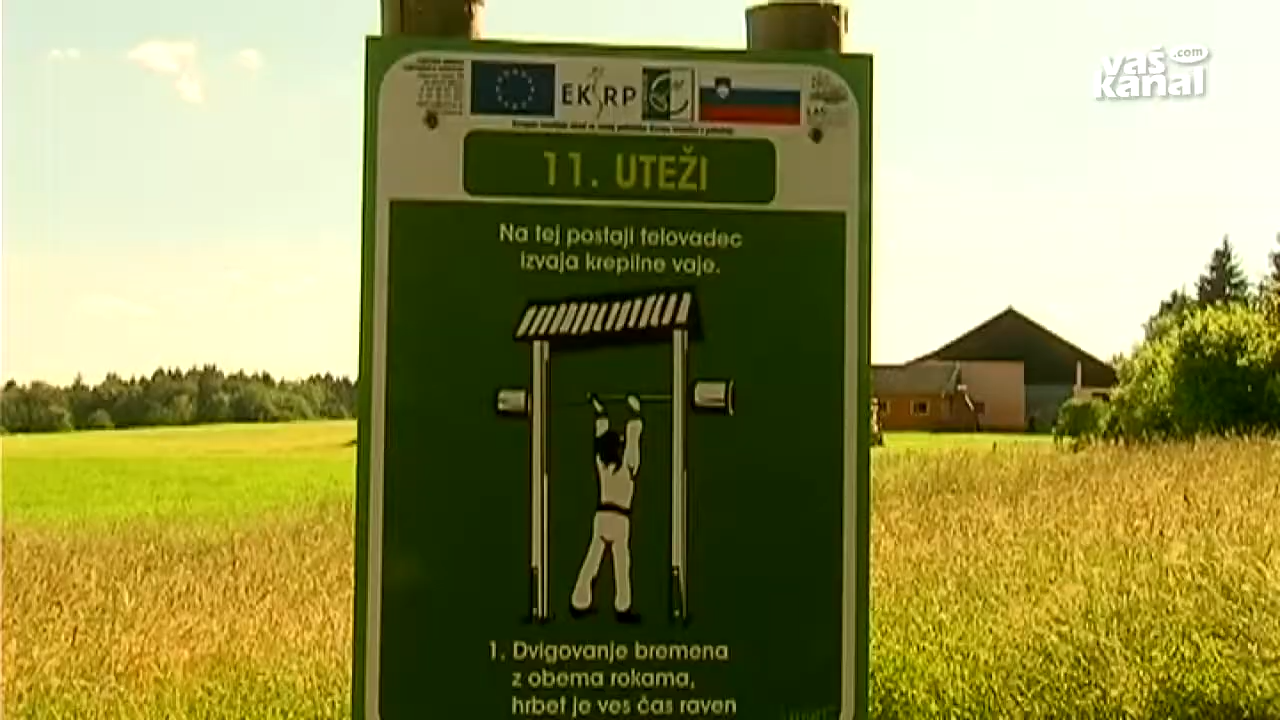 vaš
.com
kanal
EKSRP
11. UTEŽI
Na tej postaji telovadec
izvaja krepilne vaje.
1. Dvigovanje bremena
z obema rokama,
hrbet je ves čas raven